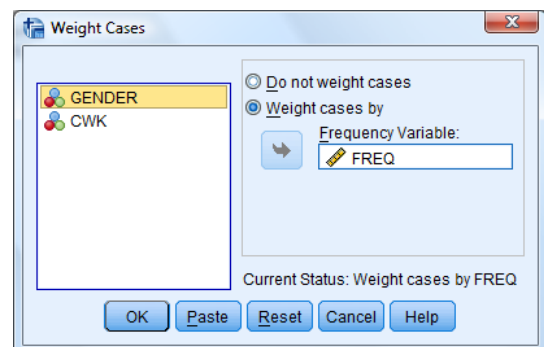 Weight Cases
X
GENDER
CWK
Do not weight cases
Weight cases by
Frequency Variable:
FREQ
Current Status: Weight cases by FREQ
OK Paste Reset Cancel Help